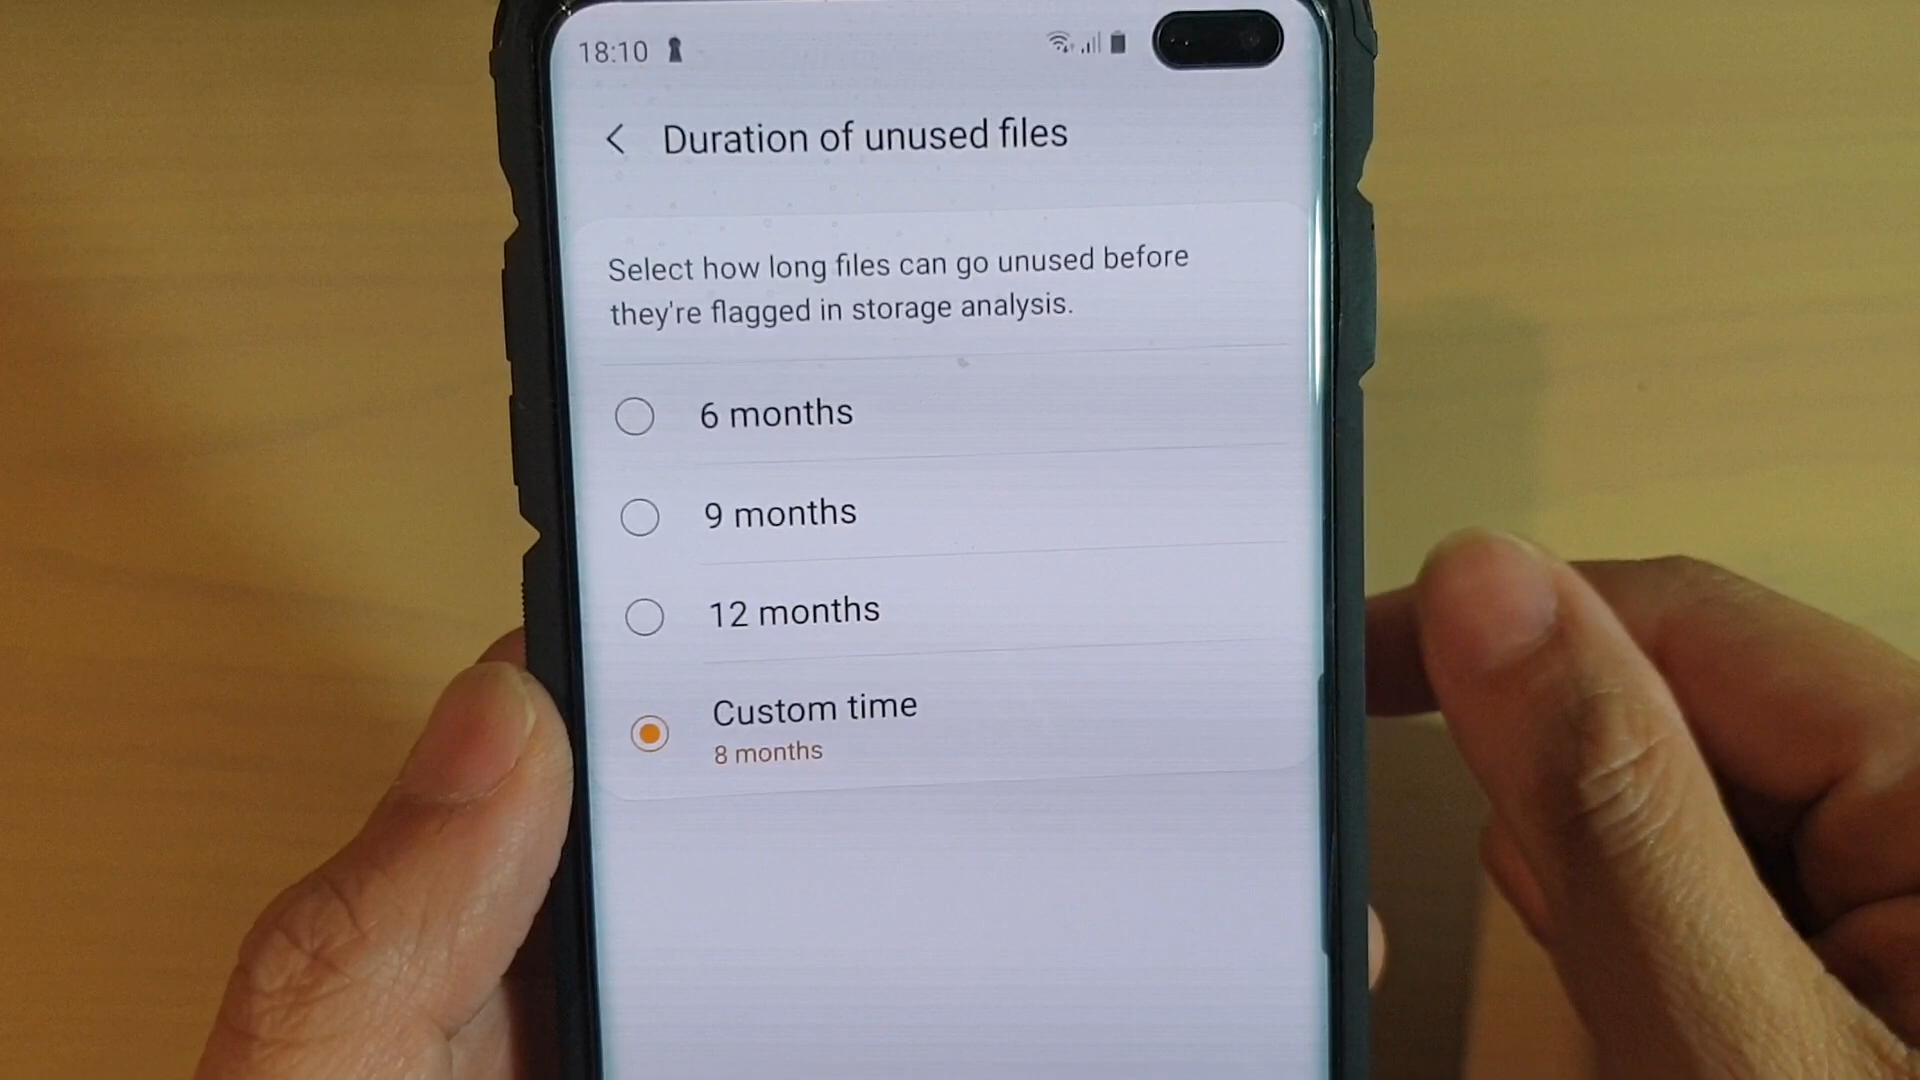 18:10
Duration of unused files
Select how long files can go unused before
they're flagged in storage analysis.
6 months
9 months
12 months
Custom time
8 months